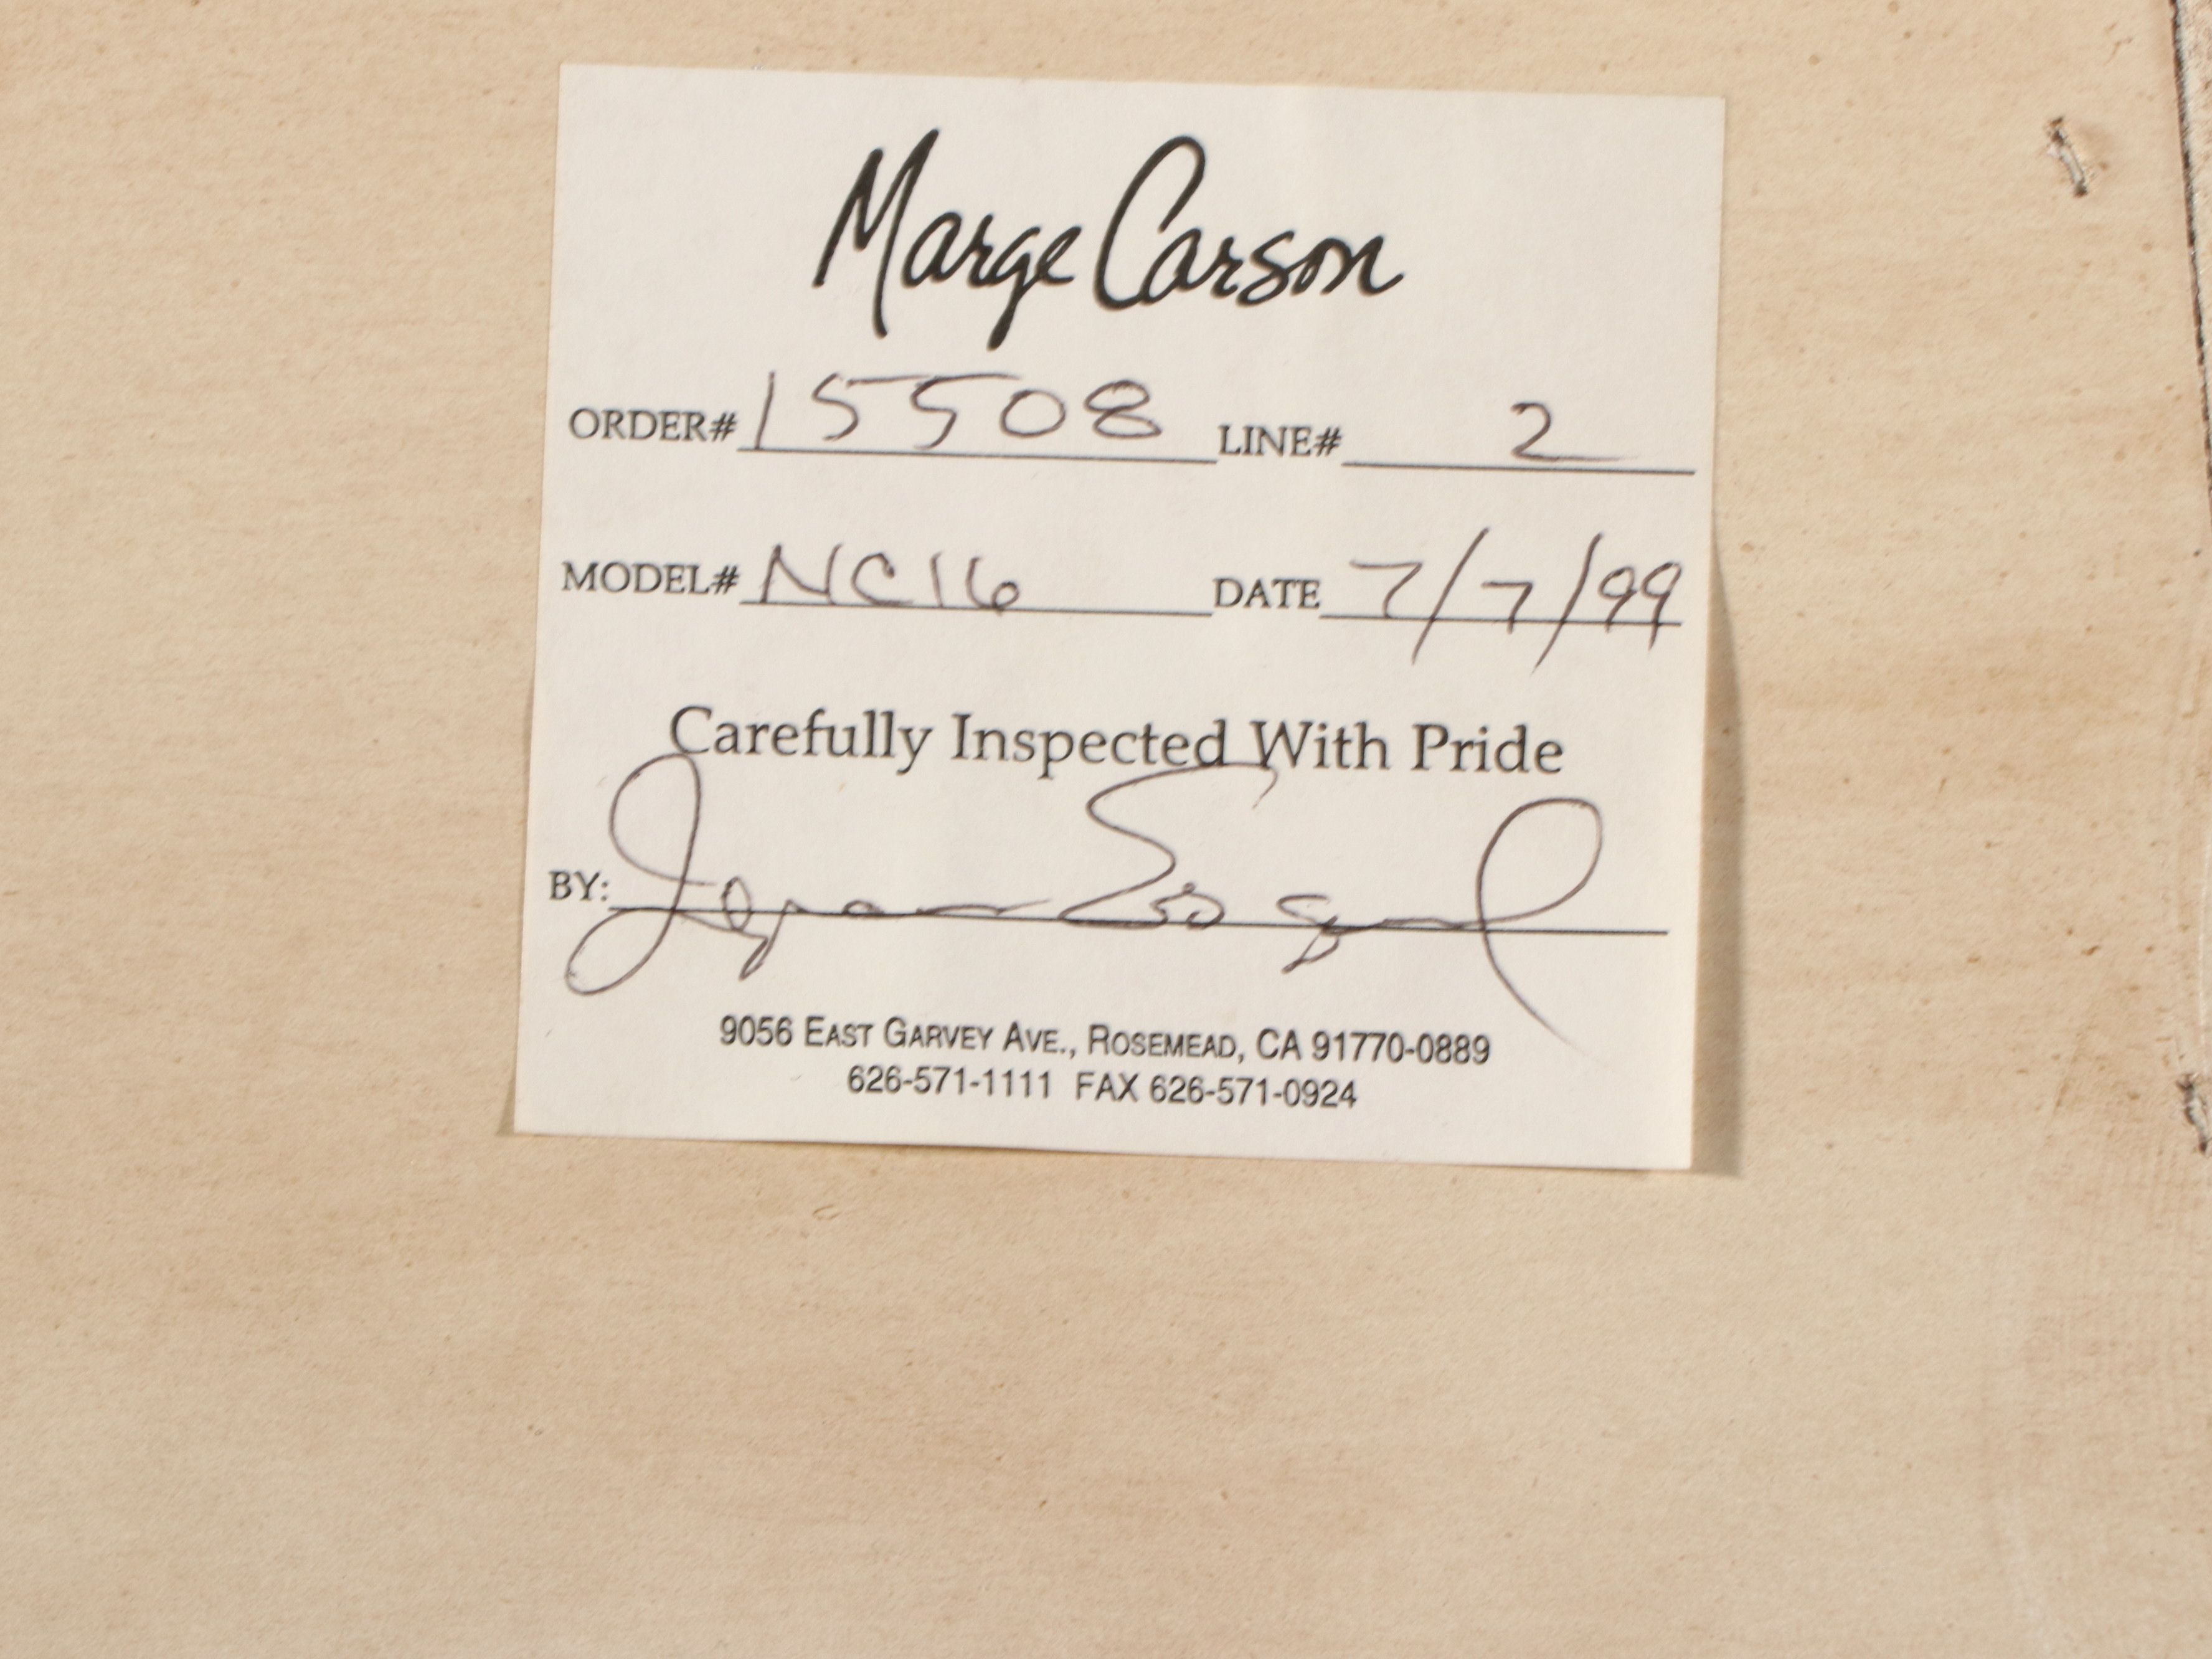 Marge Carson
ORDER# 15508 LINE# 2
MODEL# NC16 DATE 7/7/99
Carefully Inspected With Pride
BY:
9056 EAST GARVEY AVE., ROSEMEAD, CA 91770-0889
626-571-1111 FAX 626-571-0924